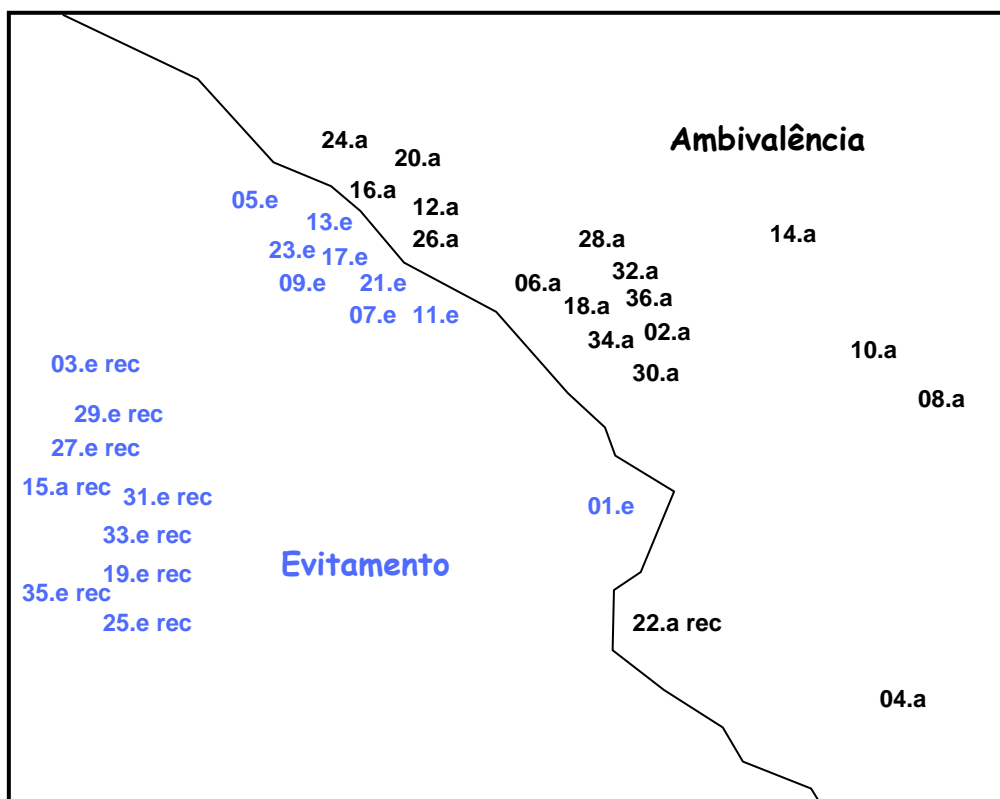 Ambivalência
24.a
20.a
16.a
12.a
26.a
28.a
14.a
32.a
06.a
36.a
18.a
02.a
34.a
30.a
10.a
08.a
05.e
13.e
23.e
17.e
09.e
21.e
07.e
11.e
03.e rec
29.e rec
27.e rec
15.a rec
31.e rec
33.e rec
19.e rec
35.e rec
25.e rec
Evitamento
01.e
22.a rec
04.a